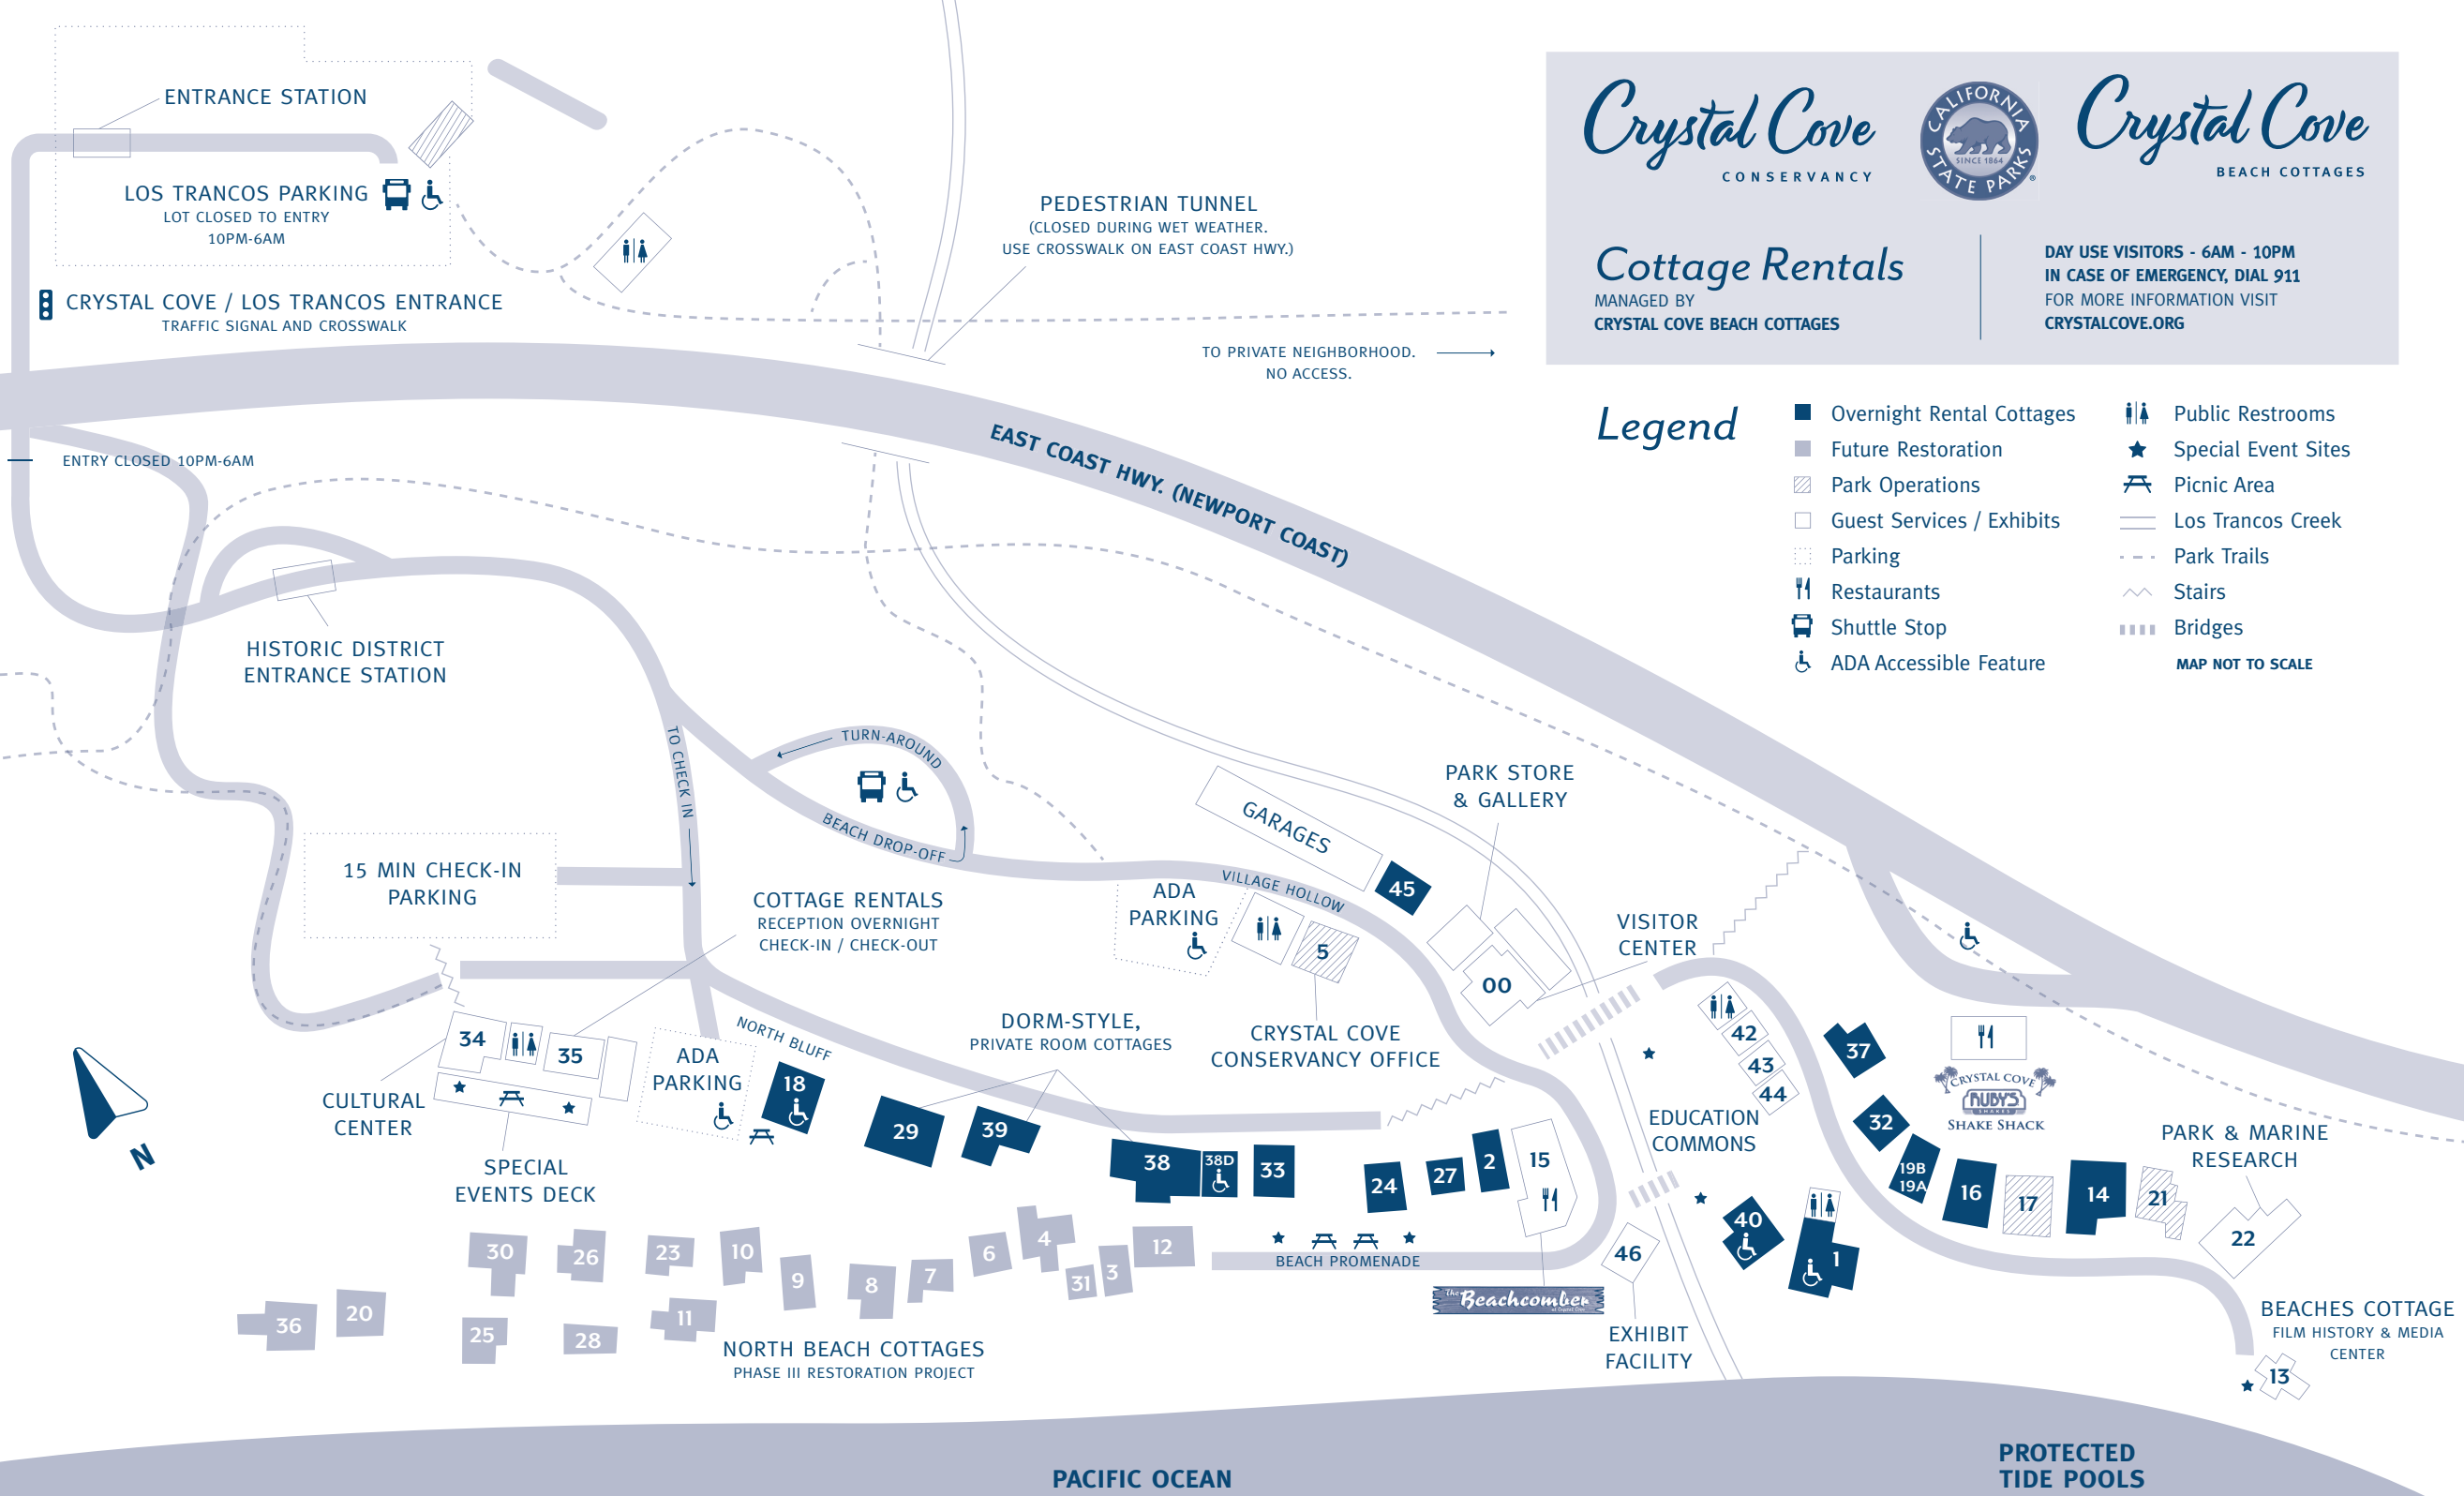 ENTRANCE STATION
LOS TRANCOS PARKING
LOT CLOSED TO ENTRY
10PM-6AM
CRYSTAL COVE / LOS TRANCOS ENTRANCE
TRAFFIC SIGNAL AND CROSSWALK
ENTRY CLOSED 10PM-6AM
PEDESTRIAN TUNNEL
(CLOSED DURING WET WEATHER.
USE CROSSWALK ON EAST COAST HWY.)
TO PRIVATE NEIGHBORHOOD.
NO ACCESS.
EAST COAST HWY. (NEWPORT COAST)
Crystal Cove
CONSERVANCY
CALIFORNIA
SINCE 1864
STATE PARKS
®
Crystal Cove
BEACH COTTAGES
Cottage Rentals
MANAGED BY
CRYSTAL COVE BEACH COTTAGES
DAY USE VISITORS - 6AM - 10PM
IN CASE OF EMERGENCY, DIAL 911
FOR MORE INFORMATION VISIT
CRYSTALCOVE.ORG
Legend
Overnight Rental Cottages
Future Restoration
Park Operations
Guest Services / Exhibits
Parking
Restaurants
Shuttle Stop
ADA Accessible Feature
Public Restrooms
Special Event Sites
Picnic Area
Los Trancos Creek
Park Trails
Stairs
Bridges
MAP NOT TO SCALE
HISTORIC DISTRICT
ENTRANCE STATION
TO CHECK IN
TURN-AROUND
BEACH DROP-OFF
15 MIN CHECK-IN
PARKING
COTTAGE RENTALS
RECEPTION OVERNIGHT
CHECK-IN / CHECK-OUT
ADA
PARKING
VILLAGE HOLLOW
GARAGES
45
PARK STORE
& GALLERY
5
00
VISITOR
CENTER
CRYSTAL COVE
CONSERVANCY OFFICE
DORM-STYLE,
PRIVATE ROOM COTTAGES
NORTH BLUFF
34
35
ADA
PARKING
18
CULTURAL
CENTER
SPECIAL
EVENTS DECK
N
29
39
38
38D
33
24
27
2
15
42
43
44
EDUCATION
COMMONS
37
32
19B
19A
16
17
14
21
22
CRYSTAL COVE
RUBY'S
SHAKES
SHAKE SHACK
PARK & MARINE
RESEARCH
40
1
46
EXHIBIT
FACILITY
BEACH PROMENADE
The Beachcomber
30
26
23
10
9
8
7
6
4
31
3
12
36
20
25
28
11
NORTH BEACH COTTAGES
PHASE III RESTORATION PROJECT
BEACHES COTTAGE
FILM HISTORY & MEDIA
CENTER
13
PACIFIC OCEAN
PROTECTED
TIDE POOLS